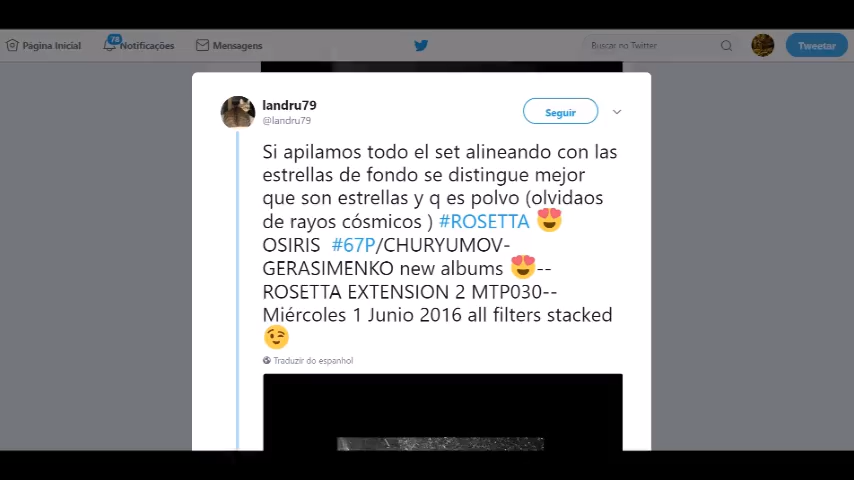 Página Inicial
78
Notificações
Mensagens
Buscar no Twitter
Tweetar
landru79
@landru79
Seguir
Si apilamos todo el set alineando con las
estrellas de fondo se distingue mejor
que son estrellas y q es polvo (olvidaos
de rayos cósmicos ) #ROSETTA 😍
OSIRIS #67P/CHURYUMOV-
GERASIMENKO new albums 😍--
ROSETTA EXTENSION 2 MTP030--
Miércoles 1 Junio 2016 all filters stacked
😉
Traduzir do espanhol